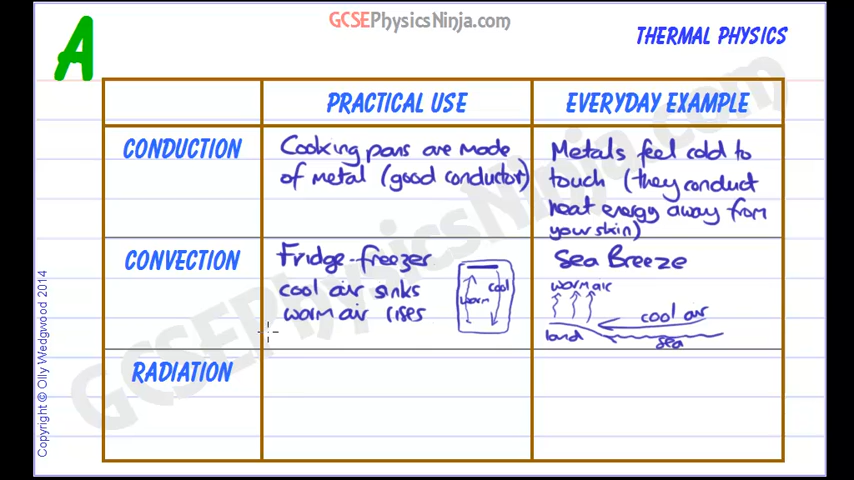 A
GCSEPhysicsNinja.com
THERMAL PHYSICS
PRACTICAL USE
EVERYDAY EXAMPLE
CONDUCTION
Cooking pans are made
of metal (good conductor)
Metals feel cold to
touch (they conduct
heat energy away from
your skin)
CONVECTION
Fridge-freezer
cool air sinks
warm air rises
warm
cool
Sea Breeze
warm air
cool air
land
sea
RADIATION
Copyright © Olly Wedgwood 2014
GCSEPhysicsNinja.com